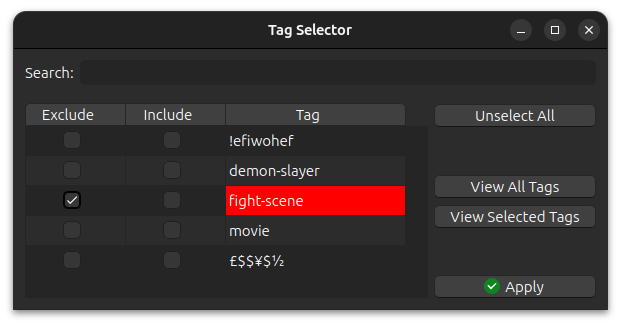 Tag Selector
Search:
Exclude Include Tag
!efiwohef
demon-slayer
fight-scene
movie
£$$¥$½
Unselect All
View All Tags
View Selected Tags
Apply